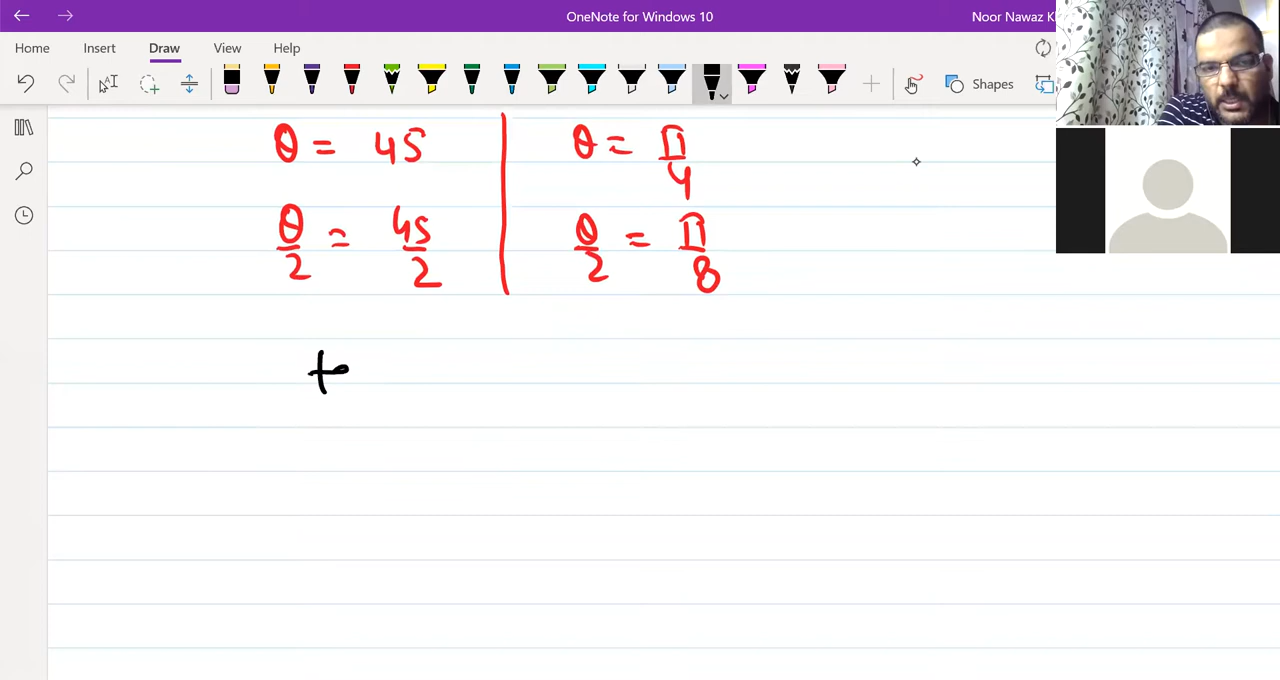 OneNote for Windows 10
Noor Nawaz K
Home Insert Draw View Help
Shapes
θ = 45 θ = π/4
θ/2 = 45/2 θ/2 = π/8